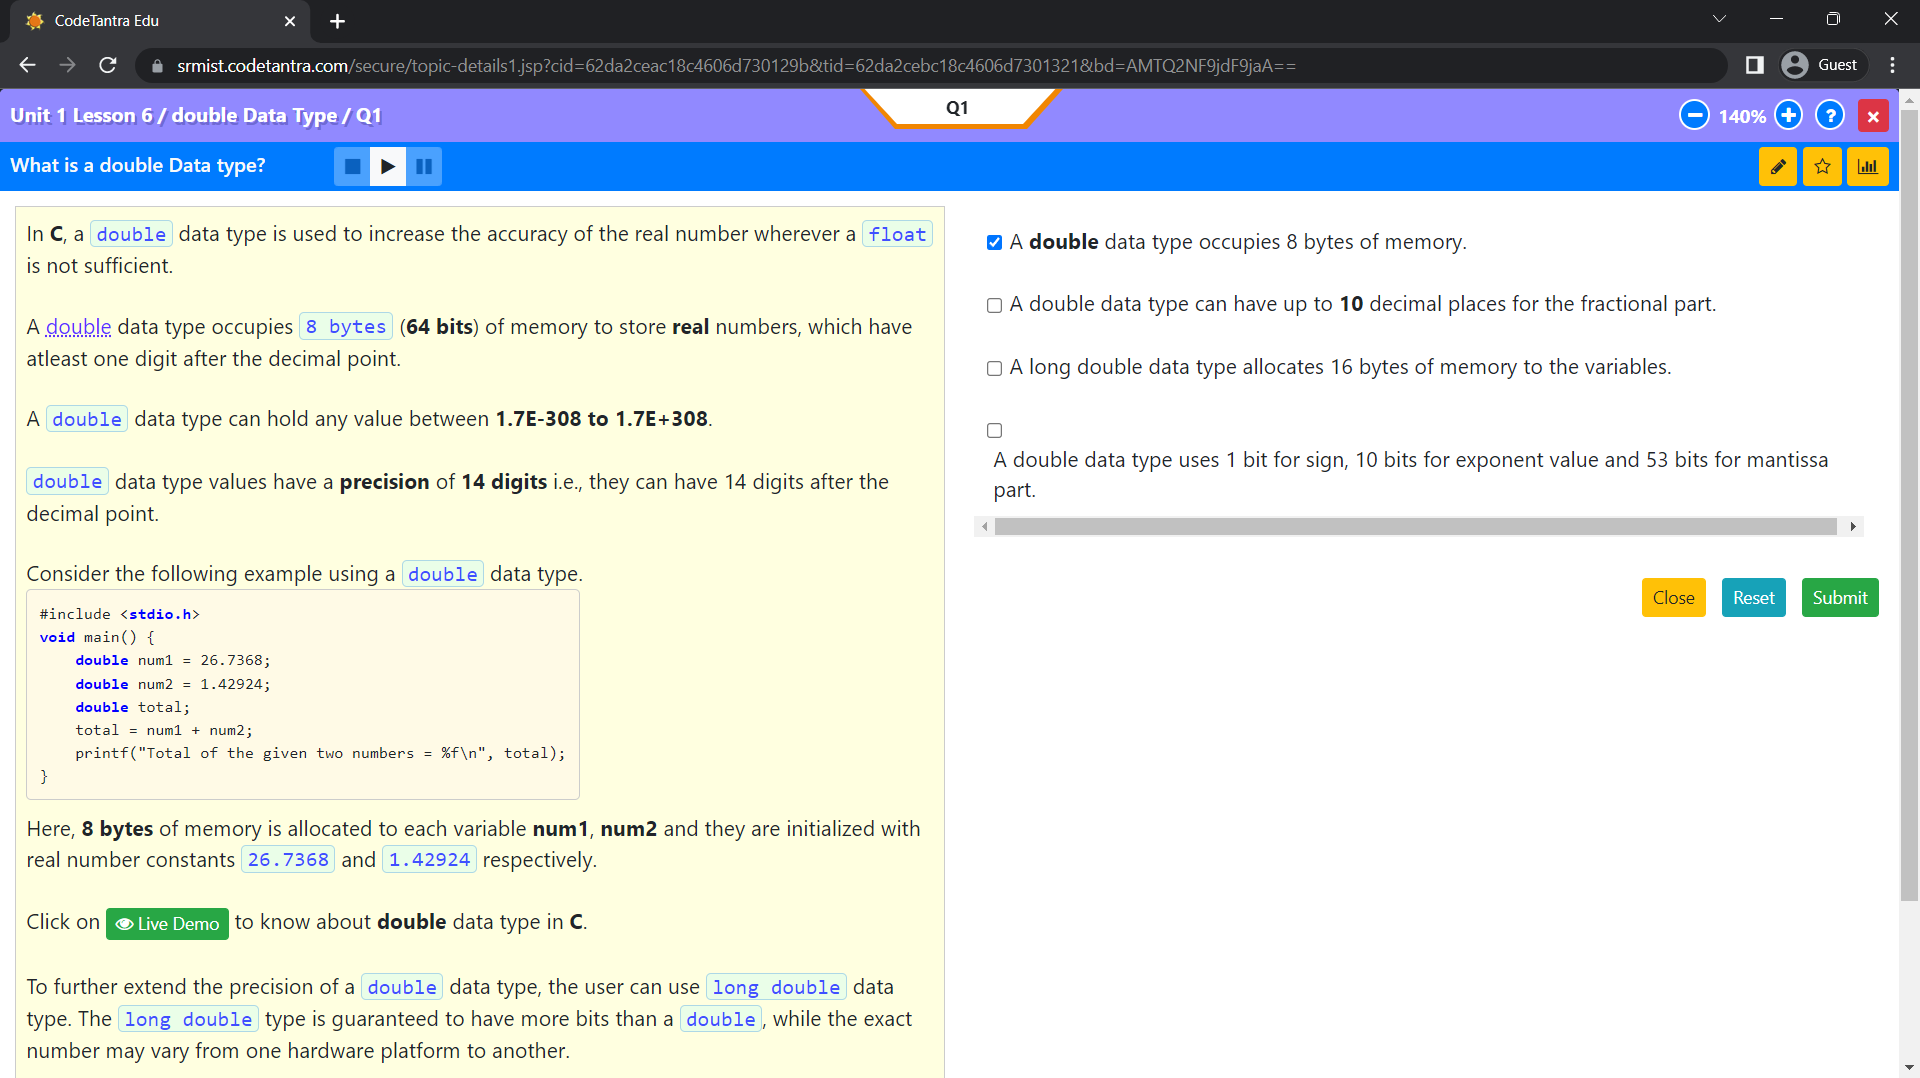 CodeTantra Edu
srmist.codetantra.com/secure/topic-details1.jsp?cid=62da2ceac18c4606d730129b&tid=62da2cebc18c4606d7301321&bd=AMTQ2NF9jdF9jaA==
Guest
Unit 1 Lesson 6 / double Data Type / Q1
Q1
140%
What is a double Data type?
In C, a double data type is used to increase the accuracy of the real number wherever a float
is not sufficient.
A double data type occupies 8 bytes (64 bits) of memory to store real numbers, which have
atleast one digit after the decimal point.
A double data type can hold any value between 1.7E-308 to 1.7E+308.
double data type values have a precision of 14 digits i.e., they can have 14 digits after the
decimal point.
Consider the following example using a double data type.
#include <stdio.h>
void main() {
double num1 = 26.7368;
double num2 = 1.42924;
double total;
total = num1 + num2;
printf("Total of the given two numbers = %f\n", total);
}
Here, 8 bytes of memory is allocated to each variable num1, num2 and they are initialized with
real number constants 26.7368 and 1.42924 respectively.
Click on Live Demo to know about double data type in C.
To further extend the precision of a double data type, the user can use long double data
type. The long double type is guaranteed to have more bits than a double, while the exact
number may vary from one hardware platform to another.
A double data type occupies 8 bytes of memory.
A double data type can have up to 10 decimal places for the fractional part.
A long double data type allocates 16 bytes of memory to the variables.
A double data type uses 1 bit for sign, 10 bits for exponent value and 53 bits for mantissa
part.
Close
Reset
Submit